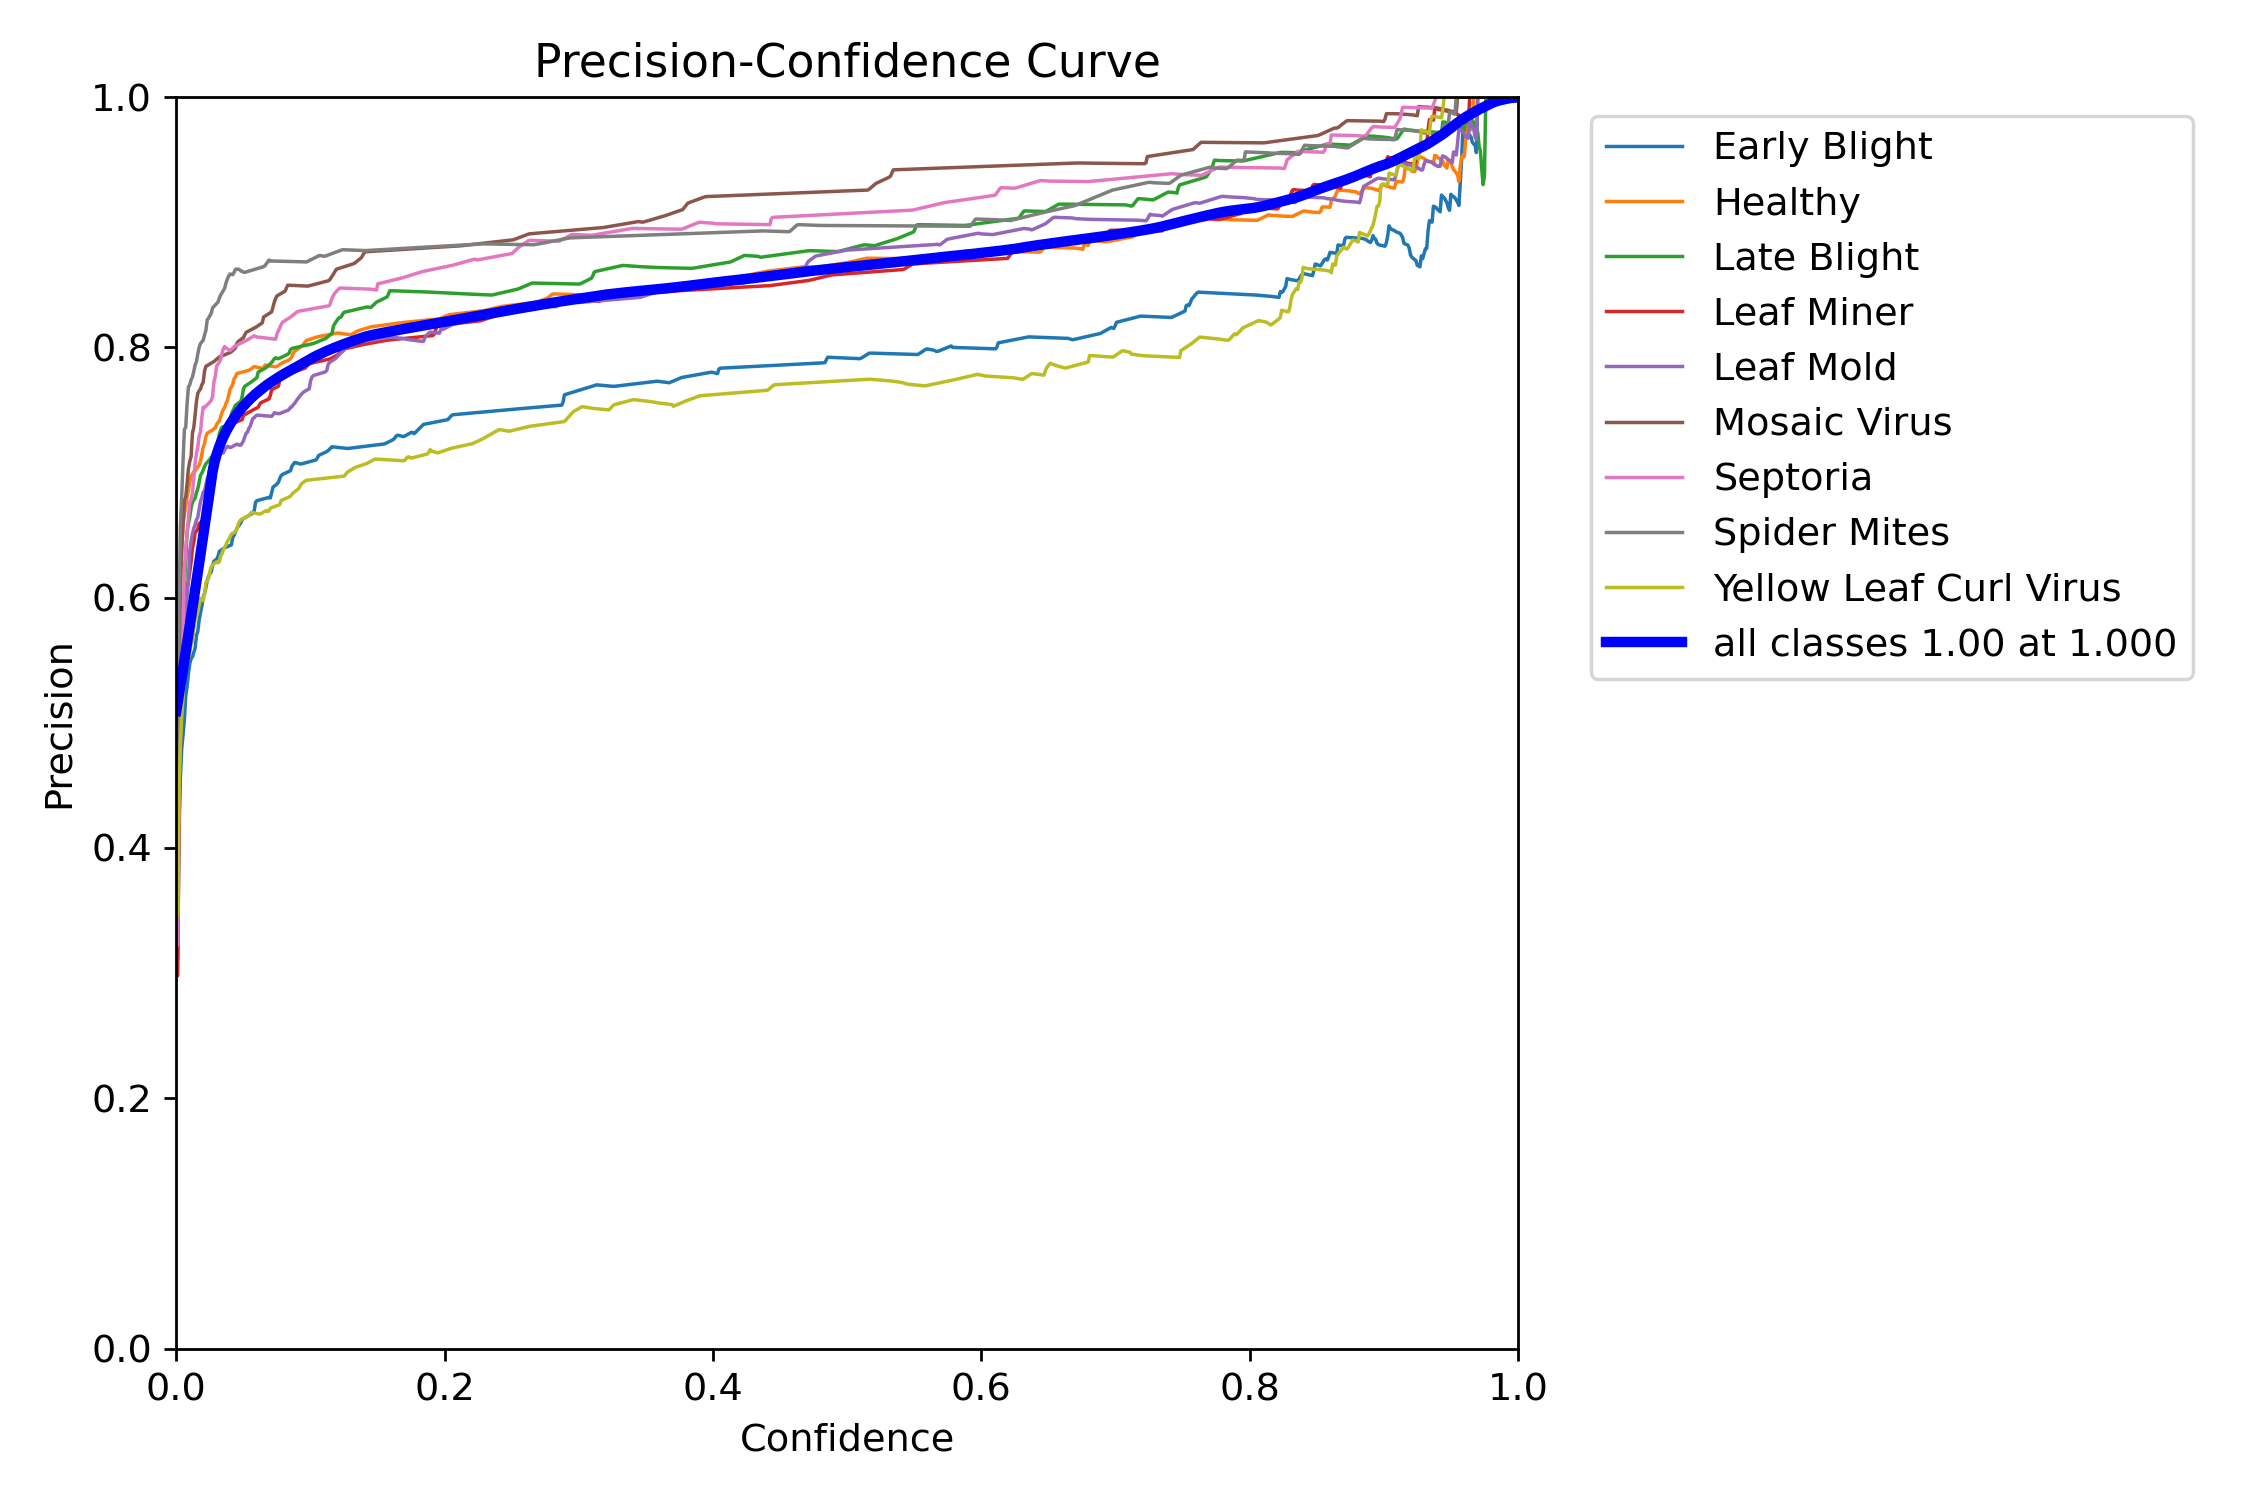 Precision-Confidence Curve
1.0
0.8
0.6
0.4
0.2
0.0
Precision
0.0 0.2 0.4 0.6 0.8 1.0
Confidence
Early Blight
Healthy
Late Blight
Leaf Miner
Leaf Mold
Mosaic Virus
Septoria
Spider Mites
Yellow Leaf Curl Virus
all classes 1.00 at 1.000